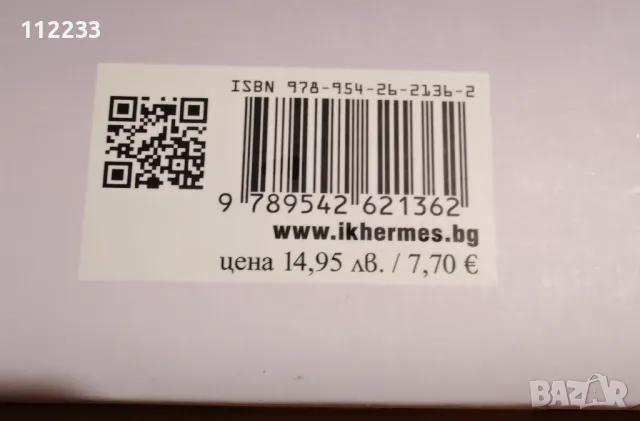 112233
ISBN 978-954-26-2136-2
9 789542 621362
www.ikhermes.bg
цена 14,95 лв. / 7,70 €
BAZAR